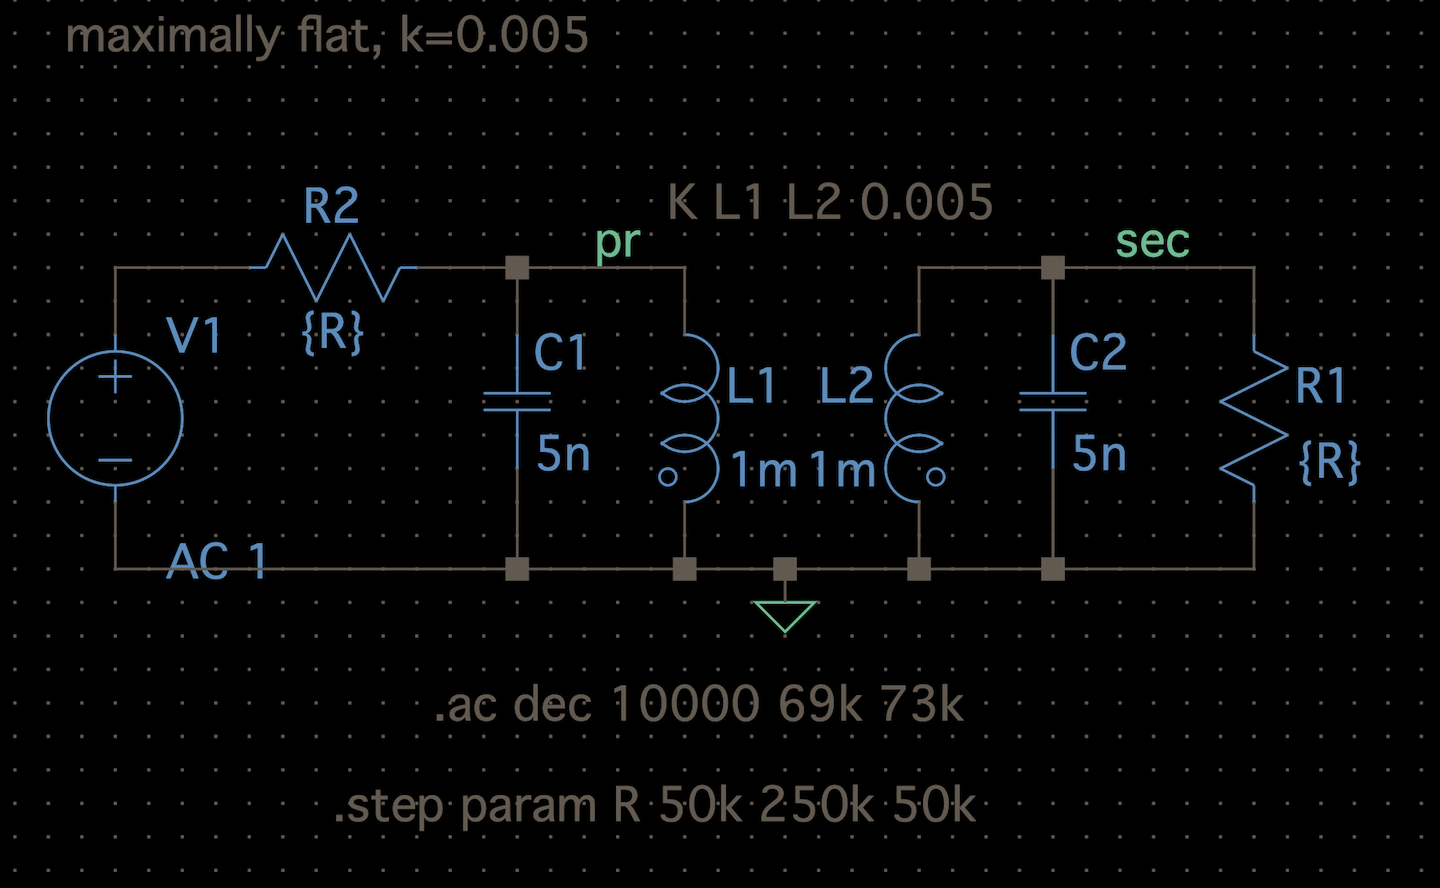 maximally flat, k=0.005
R2
K L1 L2 0.005
pr
sec
V1
{R}
C1
C2
L1
L2
R1
5n
1m
1m
5n
{R}
AC 1
.ac dec 10000 69k 73k
.step param R 50k 250k 50k